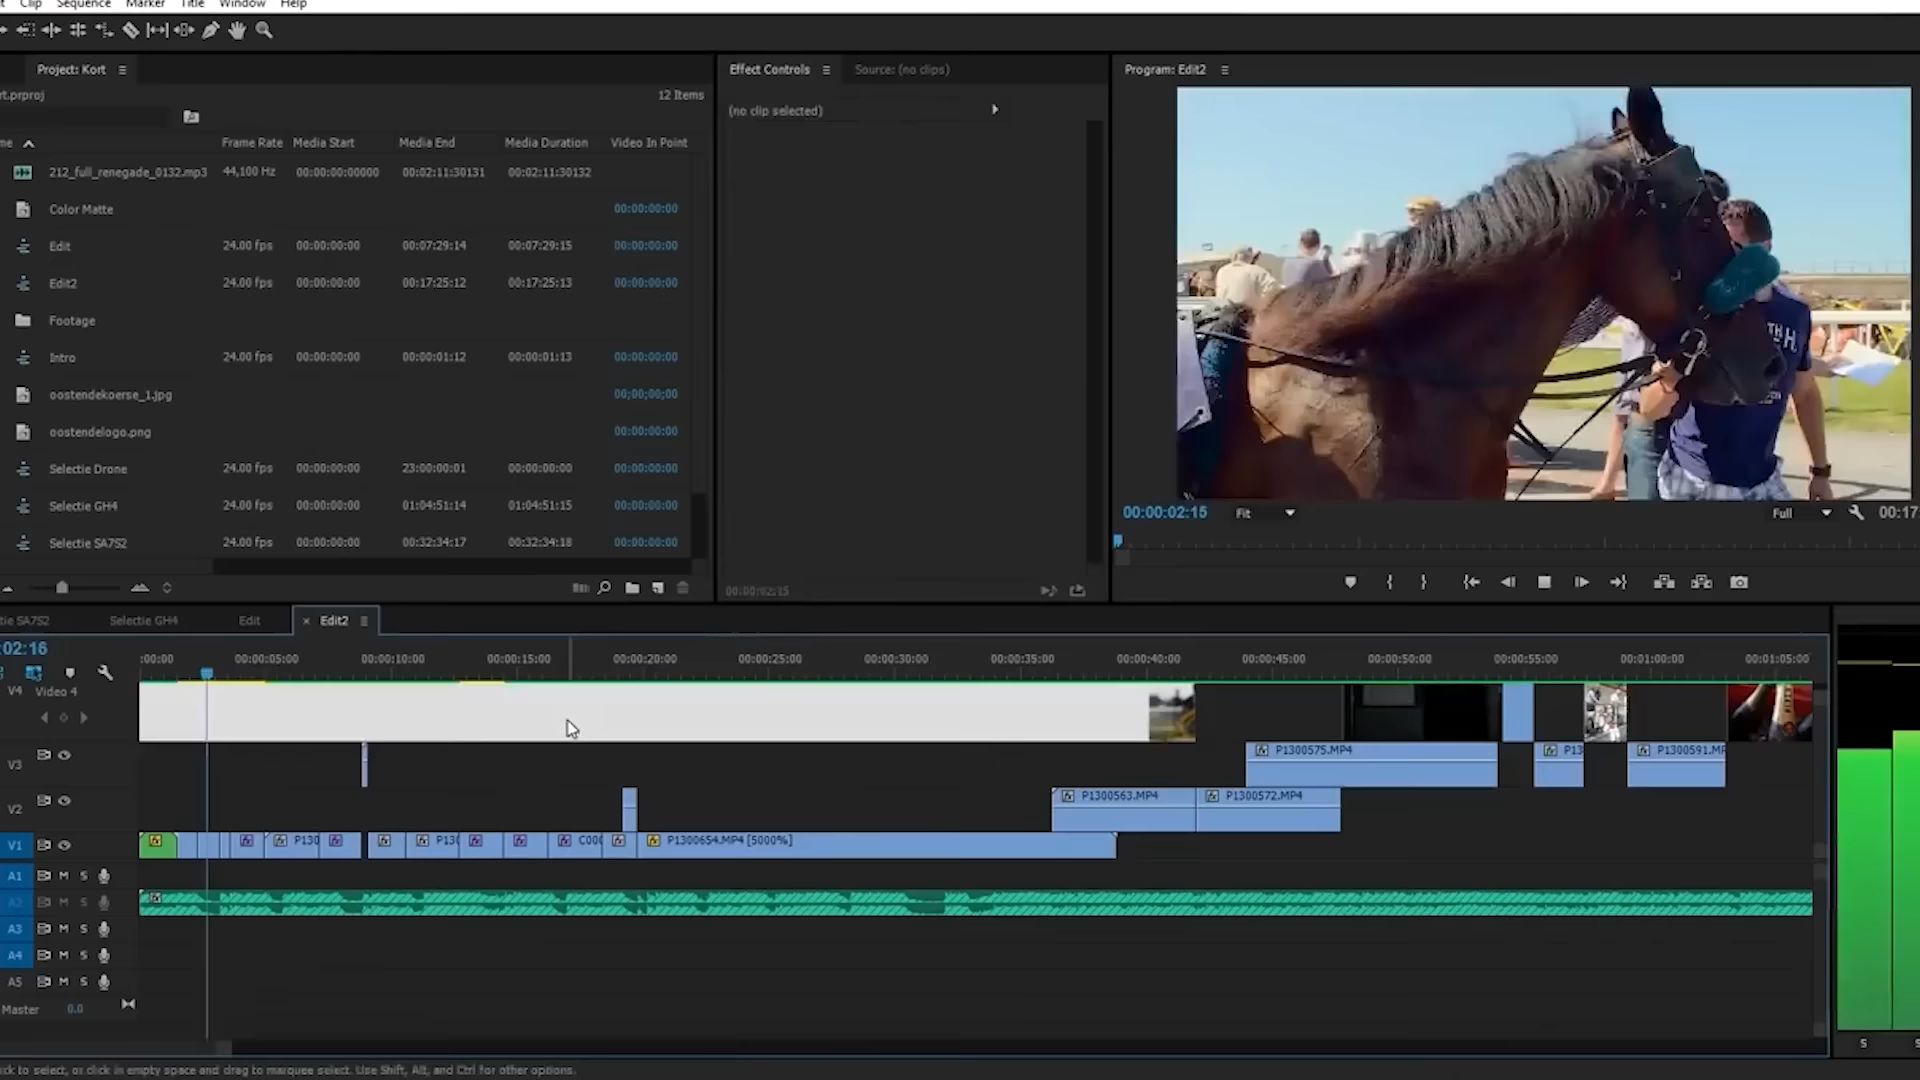 Clip Sequence Marker Title Window Help
Project: Kort
rt.prproj
12 Items
Frame Rate Media Start Media End Media Duration Video In Point
212_full_renegade_0132.mp3 44,100 Hz 00:00:00:00000 00:02:11:30131 00:02:11:30132
Color Matte 00:00:00:00
Edit 24.00 fps 00:00:00:00 00:07:29:14 00:07:29:15 00:00:00:00
Edit2 24.00 fps 00:00:00:00 00:17:25:12 00:17:25:13 00:00:00:00
Footage
Intro 24.00 fps 00:00:00:00 00:00:01:12 00:00:01:13 00:00:00:00
oostendekoerse_1.jpg 00;00;00;00
oostendelogo.png 00:00:00:00
Selectie Drone 24.00 fps 00:00:00:00 23:00:00:01 00:00:00:00 00:00:00:00
Selectie GH4 24.00 fps 00:00:00:00 01:04:51:14 01:04:51:15 00:00:00:00
Selectie SA7S2 24.00 fps 00:00:00:00 00:32:34:17 00:32:34:18 00:00:00:00
Effect Controls Source: (no clips)
(no clip selected)
00:00:02:15
Program: Edit2
TH H.
00:00:02:15 Fit Full 00:17
tie SA7S2 Selectie GH4 Edit × Edit2
:02:16
:00:00 00:00:05:00 00:00:10:00 00:00:15:00 00:00:20:00 00:00:25:00 00:00:30:00 00:00:35:00 00:00:40:00 00:00:45:00 00:00:50:00 00:00:55:00 00:01:00:00 00:01:05:00
V4 Video 4
V3 P1300575.MP4 P13 P1300591.MP
V2 P1300563.MP4 P1300572.MP4
V1 P130 P130 C000 P1300654.MP4 [5000%]
A1 M S
A2 M S
A3 M S
A4 M S
A5 M S
Master 0.0
S
ck to select, or click in empty space and drag to marquee select. Use Shift, Alt, and Ctrl for other options.